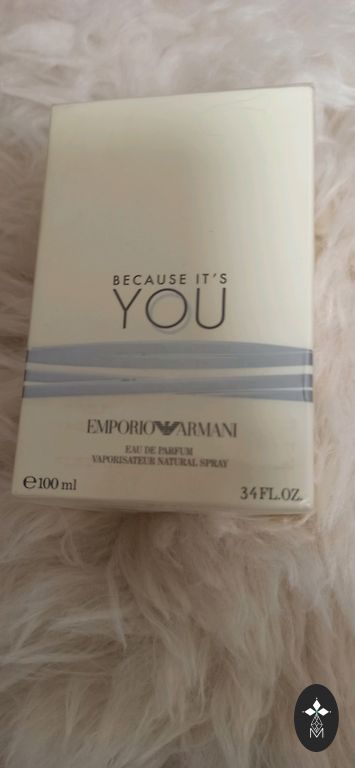 BECAUSE IT'S
YOU
EMPORIO ARMANI
EAU DE PARFUM
VAPORISATEUR NATURAL SPRAY
℮100 ml
3.4 FL.OZ.
M